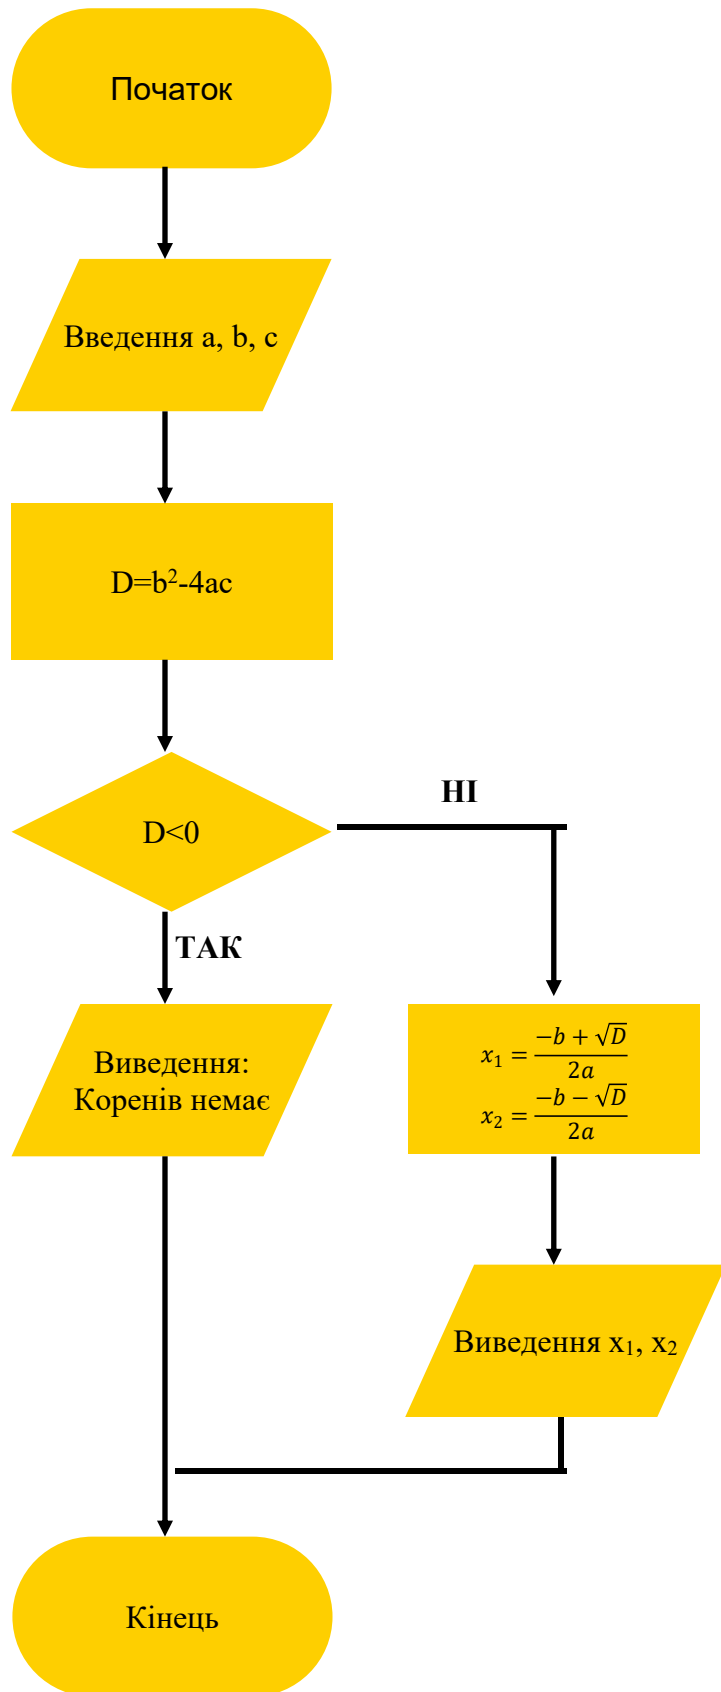 Початок
Введення a, b, c
D=b²-4ac
D<0
НІ
ТАК
Виведення:
Коренів немає
x₁ = (-b + √D) / 2a
x₂ = (-b - √D) / 2a
Виведення x₁, x₂
Кінець